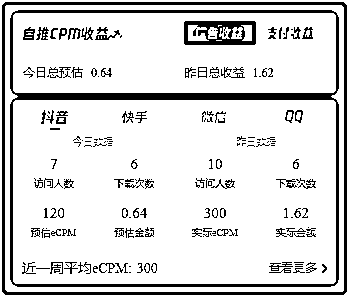 自推CPM收益 广告收益 支付收益
今日总预估 0.64 昨日总收益 1.62
抖音 快手 微信 QQ
今日数据 昨日数据
7 6 10 6
访问人数 下载次数 访问人数 下载次数
120 0.64 300 1.62
预估eCPM 预估金额 实际eCPM 实际金额
近一周平均eCPM: 300 查看更多